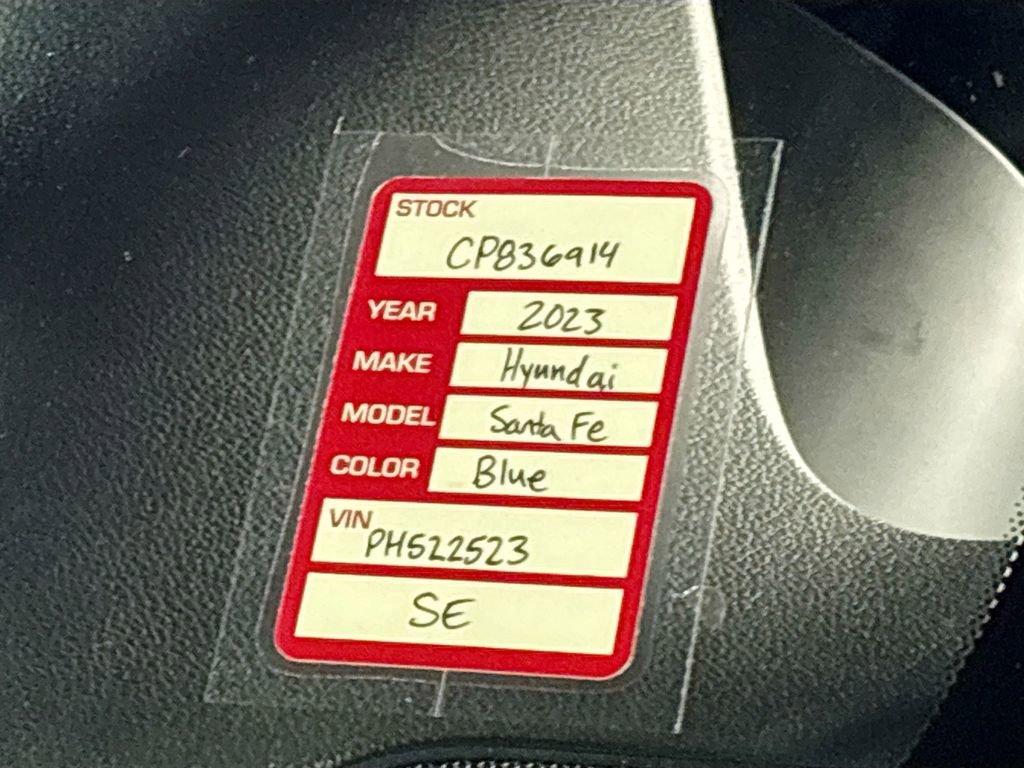 STOCK
CP836914
YEAR 2023
MAKE Hyundai
MODEL Santa Fe
COLOR Blue
VIN
PH522523
SE